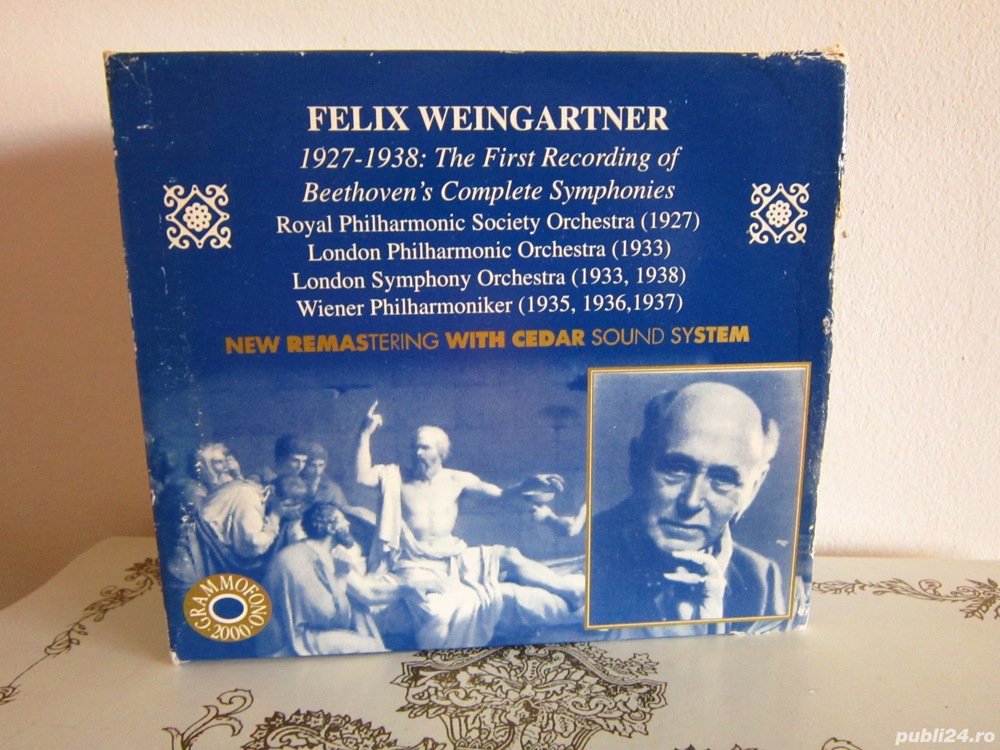 FELIX WEINGARTNER
1927-1938: The First Recording of
Beethoven's Complete Symphonies
Royal Philharmonic Society Orchestra (1927)
London Philharmonic Orchestra (1933)
London Symphony Orchestra (1933, 1938)
Wiener Philharmoniker (1935, 1936,1937)
NEW REMASTERING WITH CEDAR SOUND SYSTEM
GRAMMOFONO
·2000·
publi24.ro